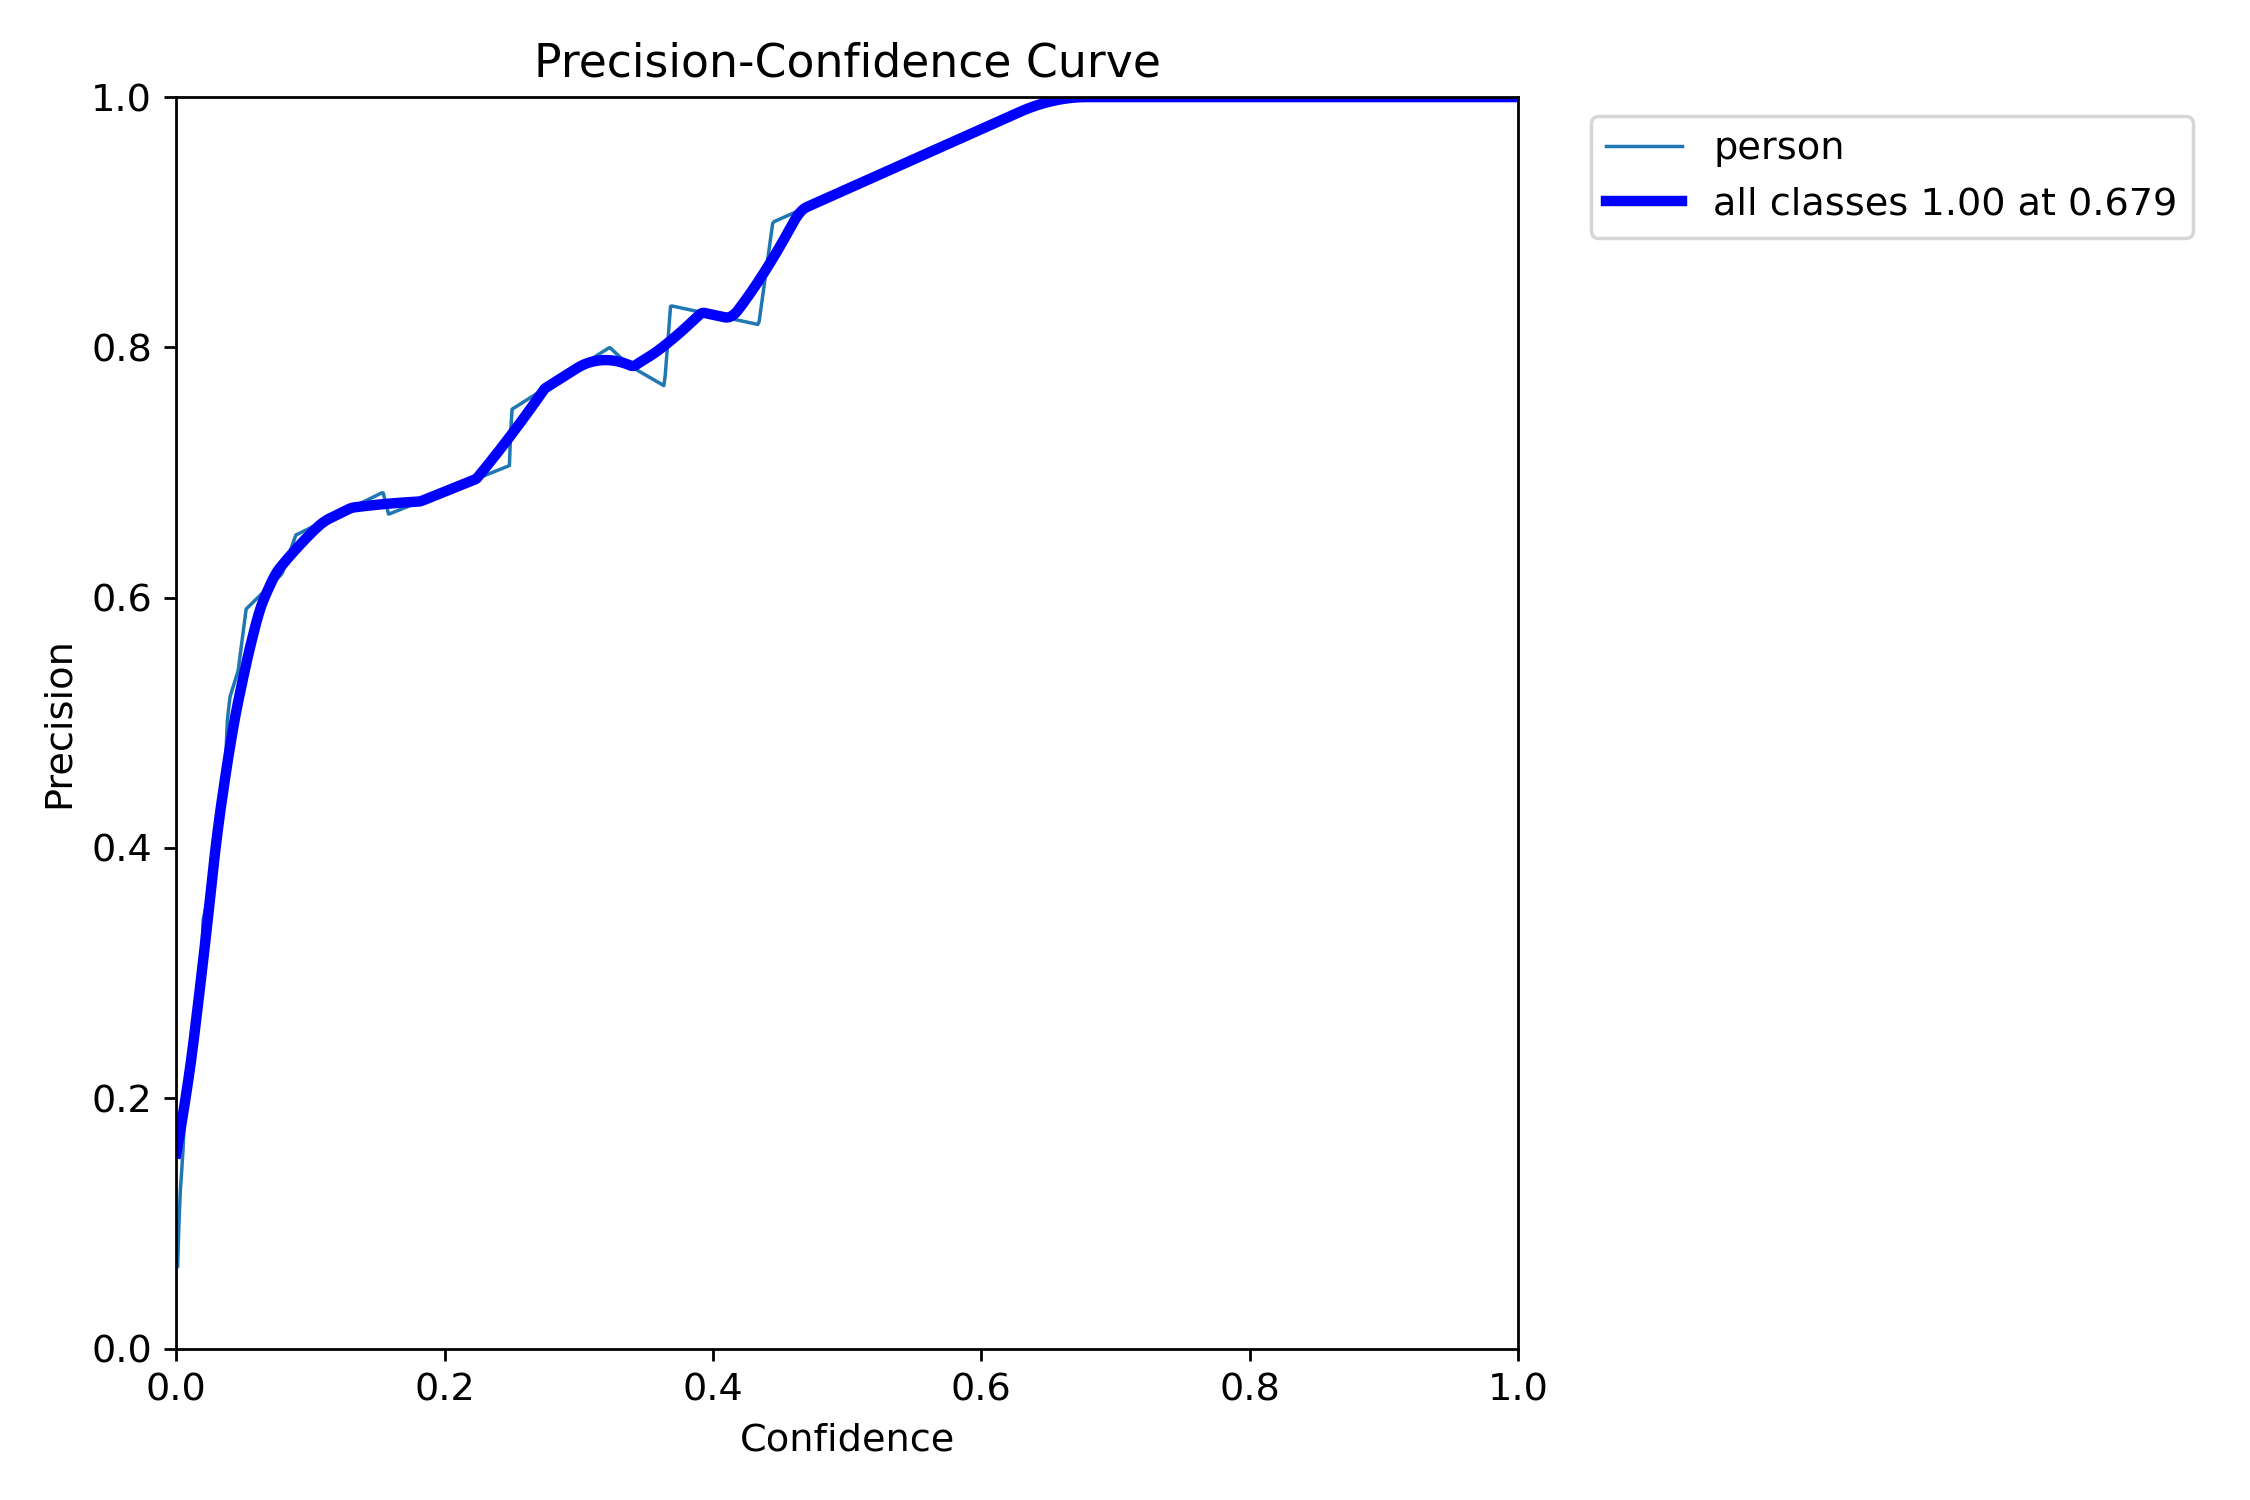 Precision-Confidence Curve
1.0
0.8
0.6
0.4
0.2
0.0
Precision
0.0 0.2 0.4 0.6 0.8 1.0
Confidence
person
all classes 1.00 at 0.679